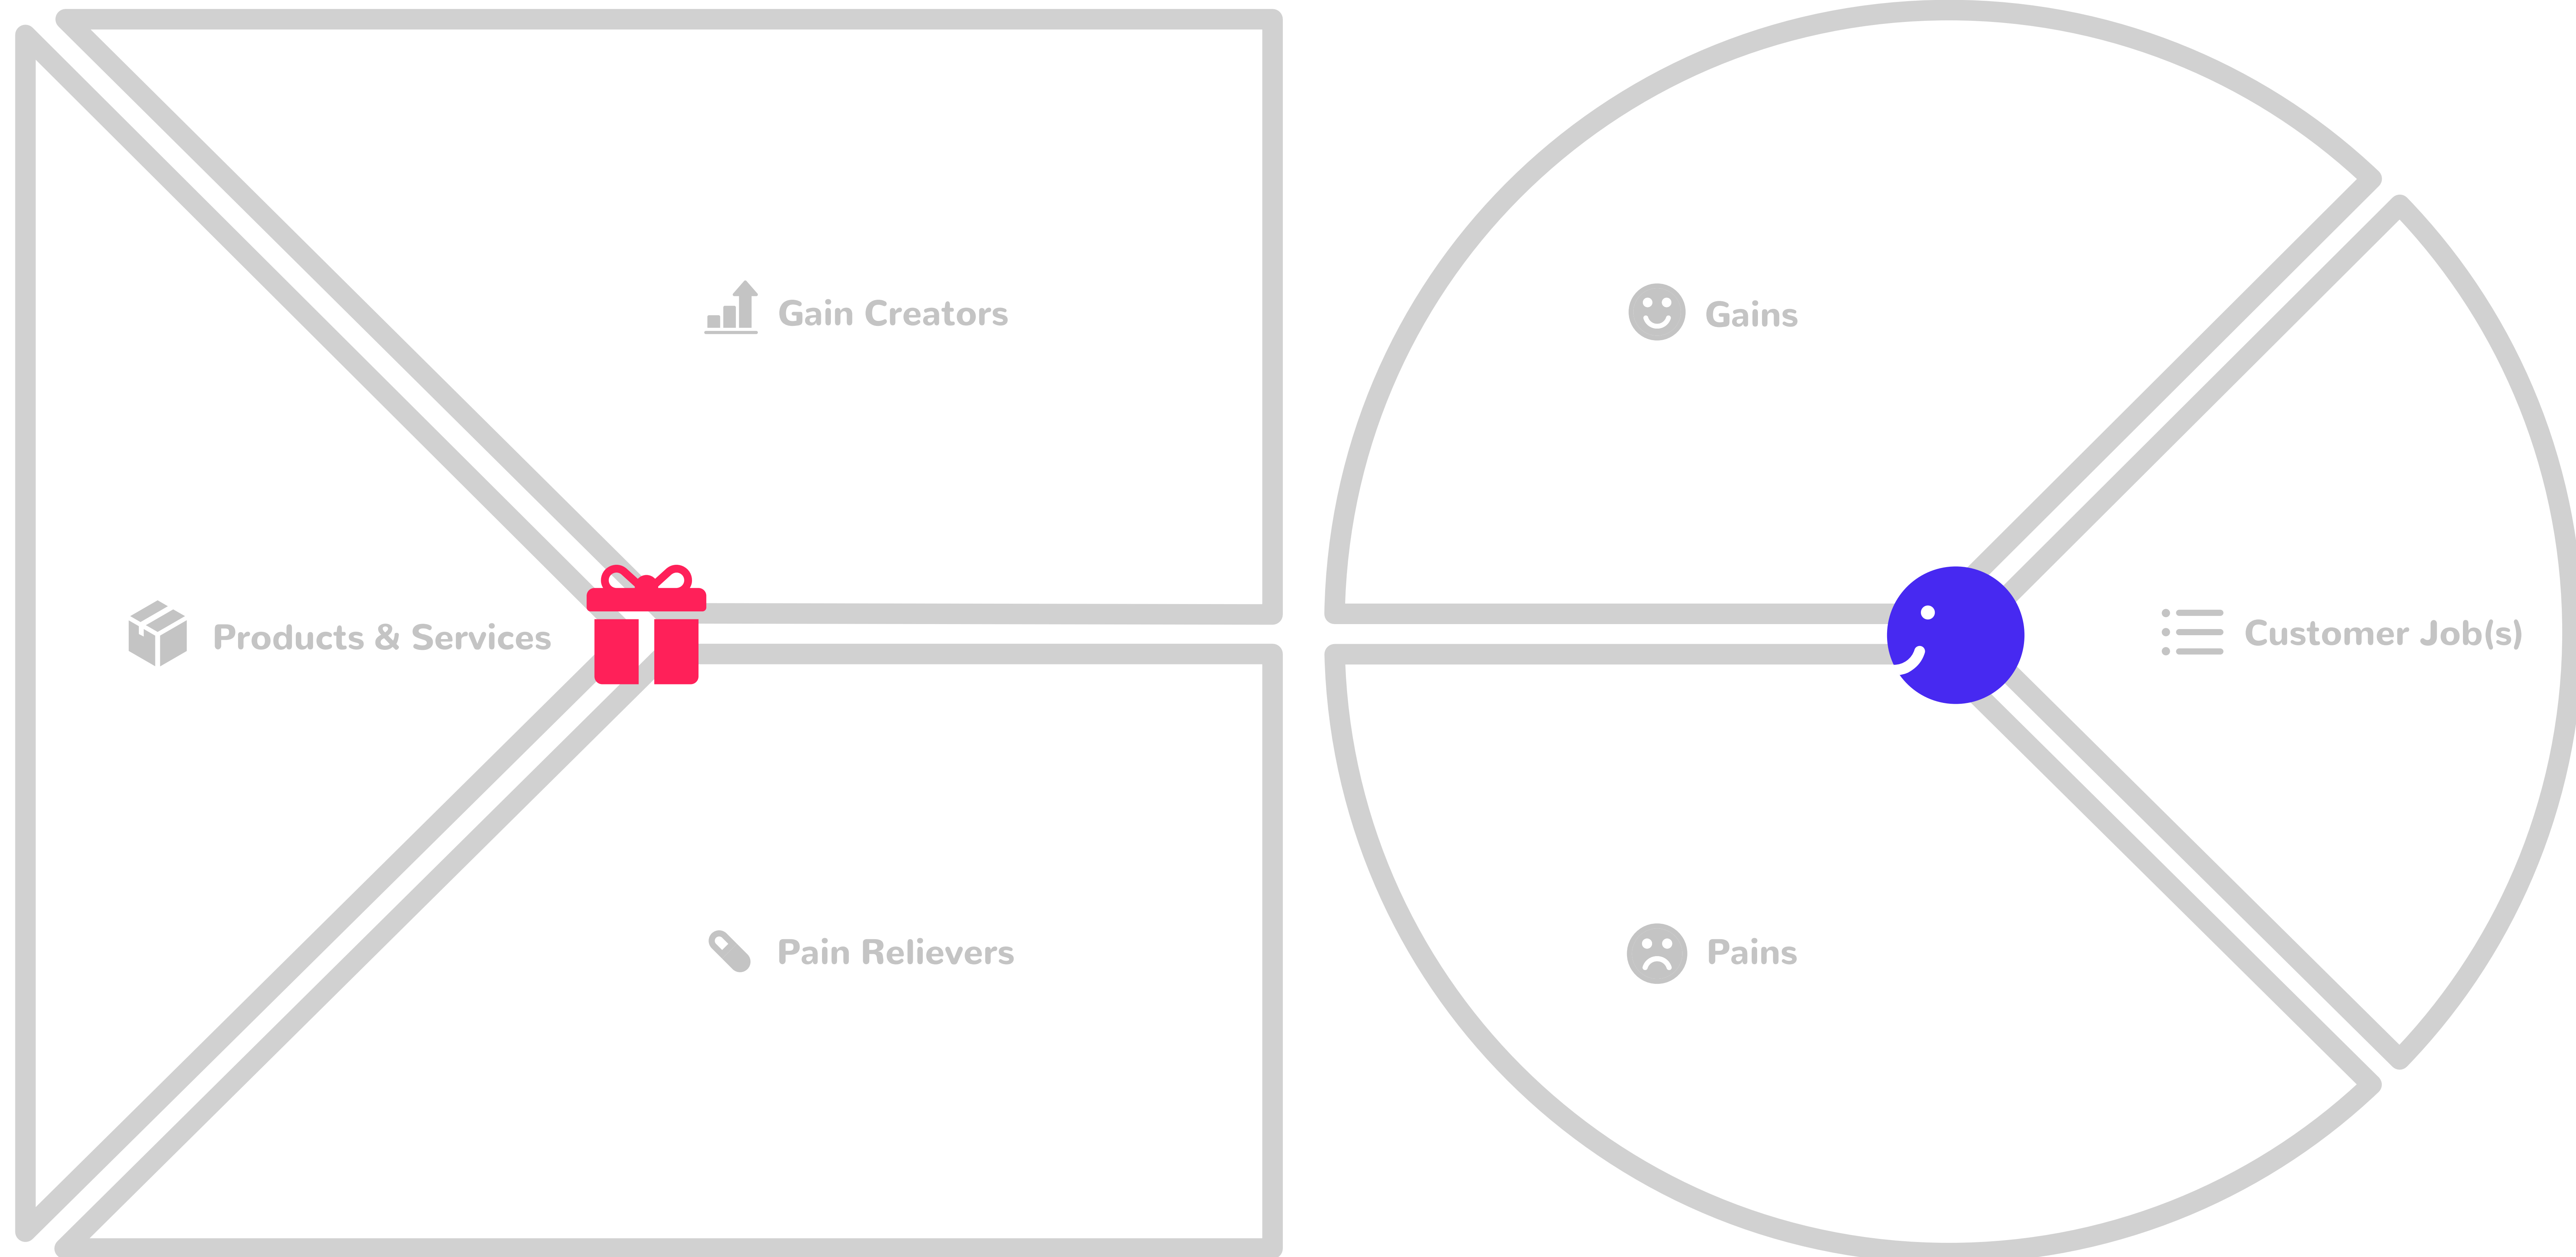 Gain Creators
Gains
Products & Services
Customer Job(s)
Pain Relievers
Pains